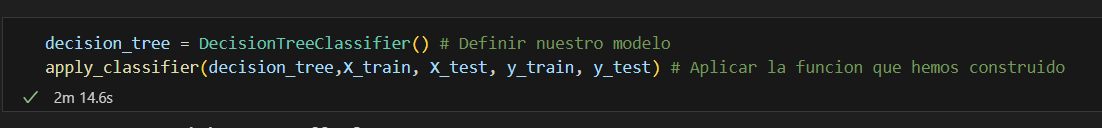 decision_tree = DecisionTreeClassifier() # Definir nuestro modelo
apply_classifier(decision_tree,X_train, X_test, y_train, y_test) # Aplicar la funcion que hemos construido
✓ 2m 14.6s